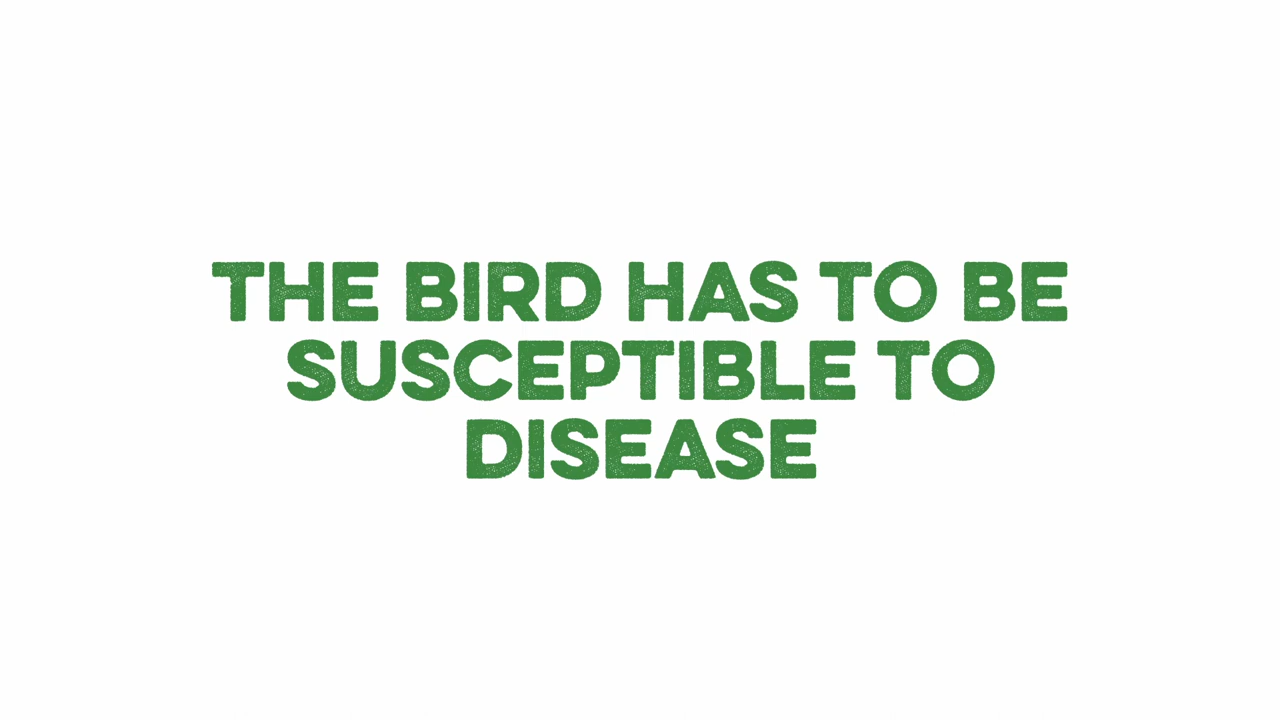 THE BIRD HAS TO BE
SUSCEPTIBLE TO
DISEASE